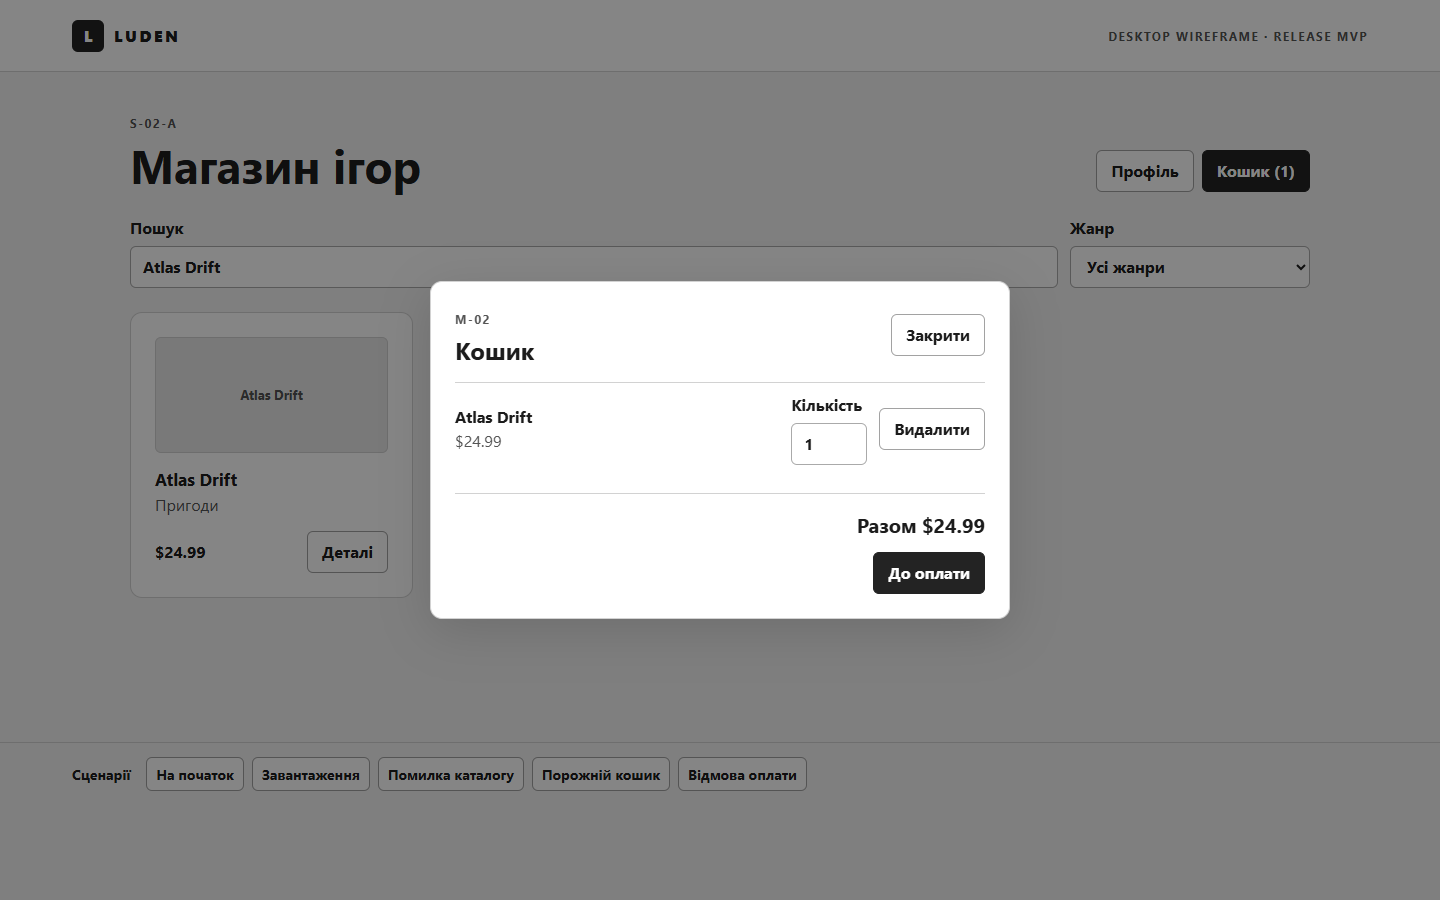 L LUDEN
DESKTOP WIREFRAME · RELEASE MVP
S-02-A
Магазин ігор
Профіль
Кошик (1)
Пошук
Жанр
Atlas Drift
Усі жанри
Atlas Drift
Atlas Drift
Пригоди
$24.99
Деталі
M-02
Кошик
Закрити
Atlas Drift
$24.99
Кількість
1
Видалити
Разом $24.99
До оплати
Сценарії
На початок
Завантаження
Помилка каталогу
Порожній кошик
Відмова оплати